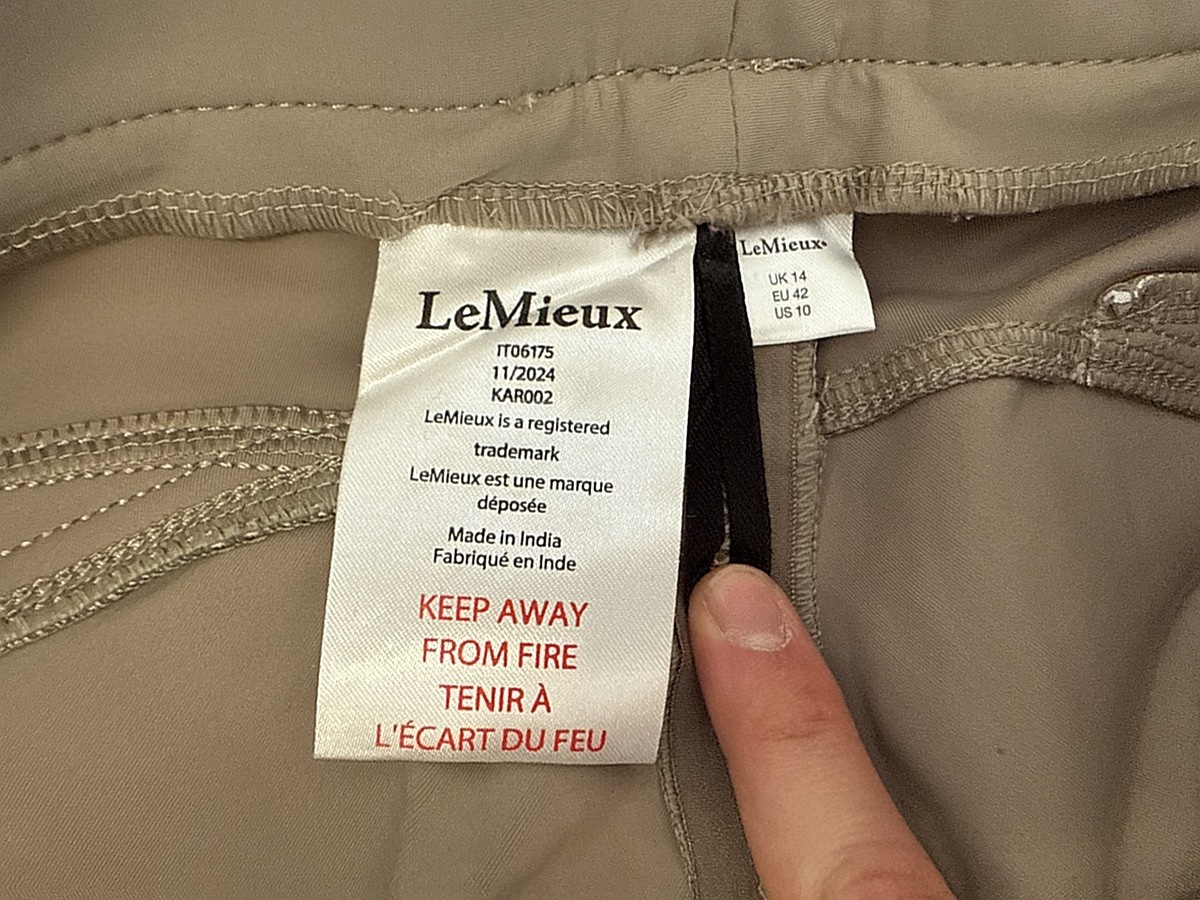 LeMieux
IT06175
11/2024
KAR002
LeMieux is a registered
trademark
LeMieux est une marque
déposée
Made in India
Fabriqué en Inde
KEEP AWAY
FROM FIRE
TENIR À
L'ÉCART DU FEU
LeMieux
UK 14
EU 42
US 10